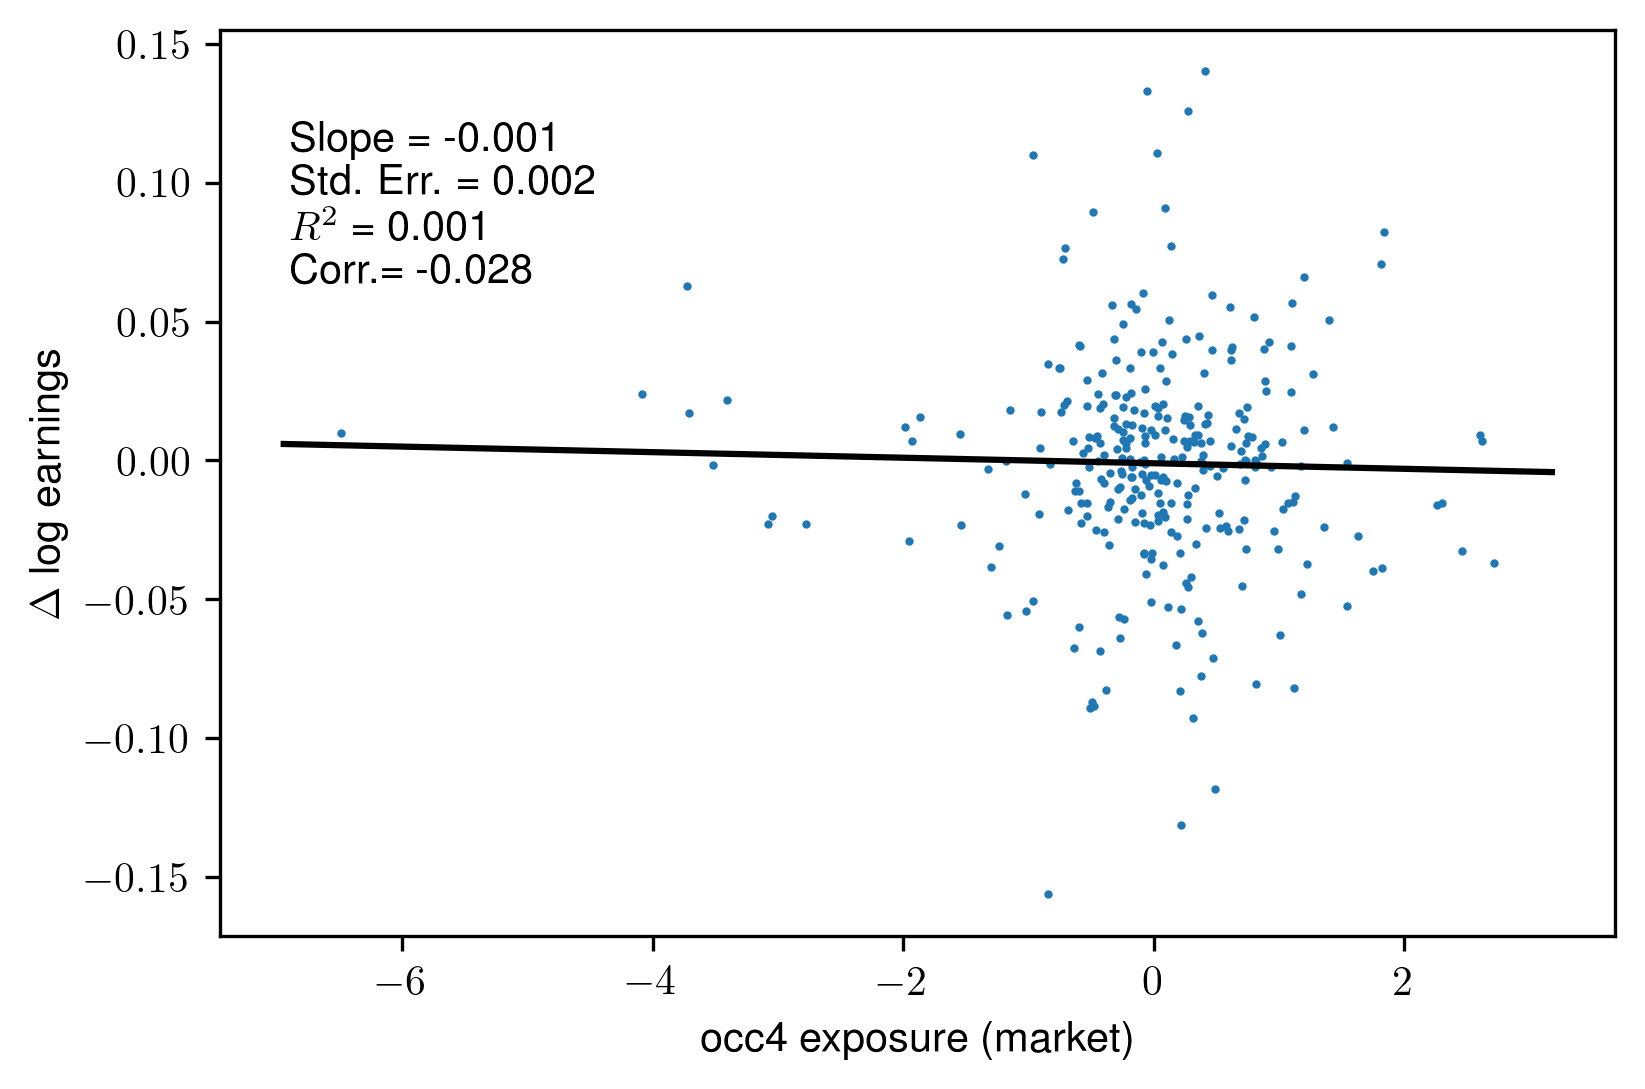 Slope = -0.001
Std. Err. = 0.002
R² = 0.001
Corr.= -0.028
0.15
0.10
0.05
0.00
−0.05
−0.10
−0.15
Δ log earnings
−6 −4 −2 0 2
occ4 exposure (market)